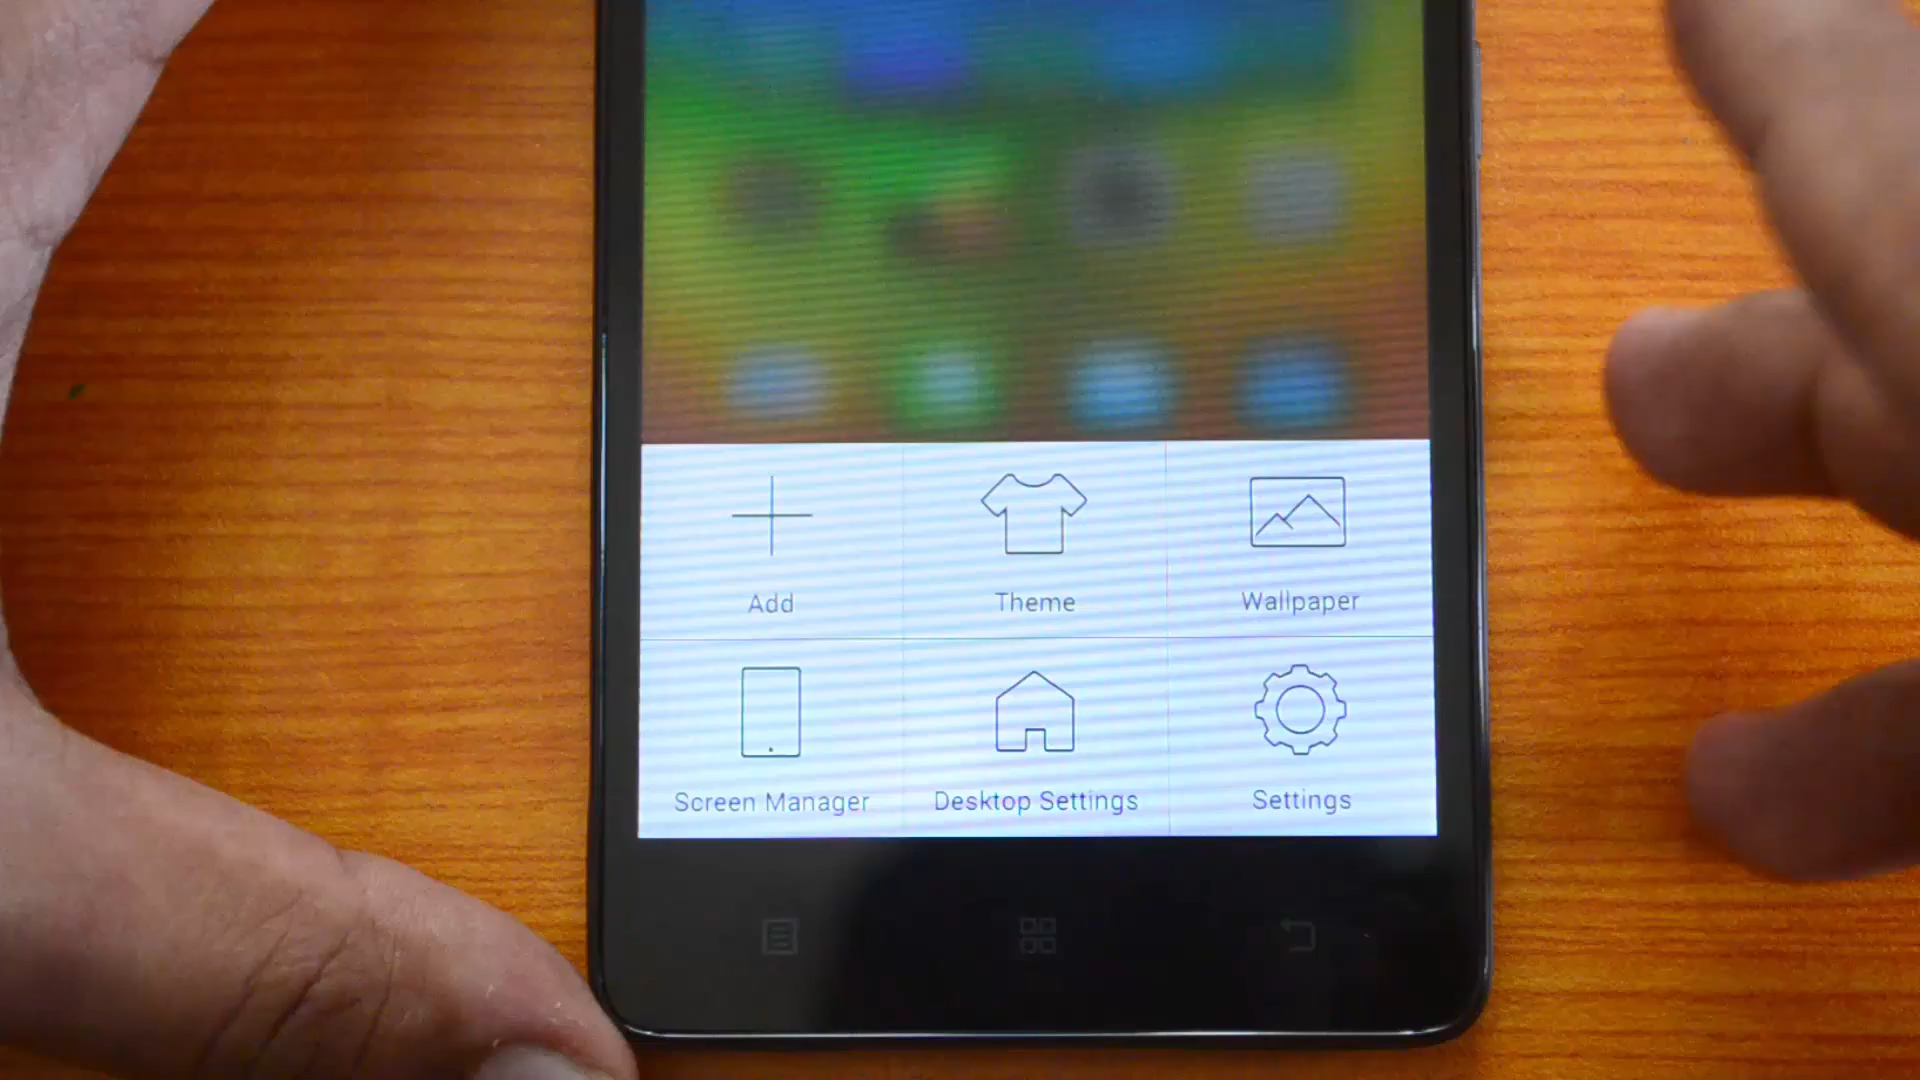 Add
Theme
Wallpaper
Screen Manager
Desktop Settings
Settings